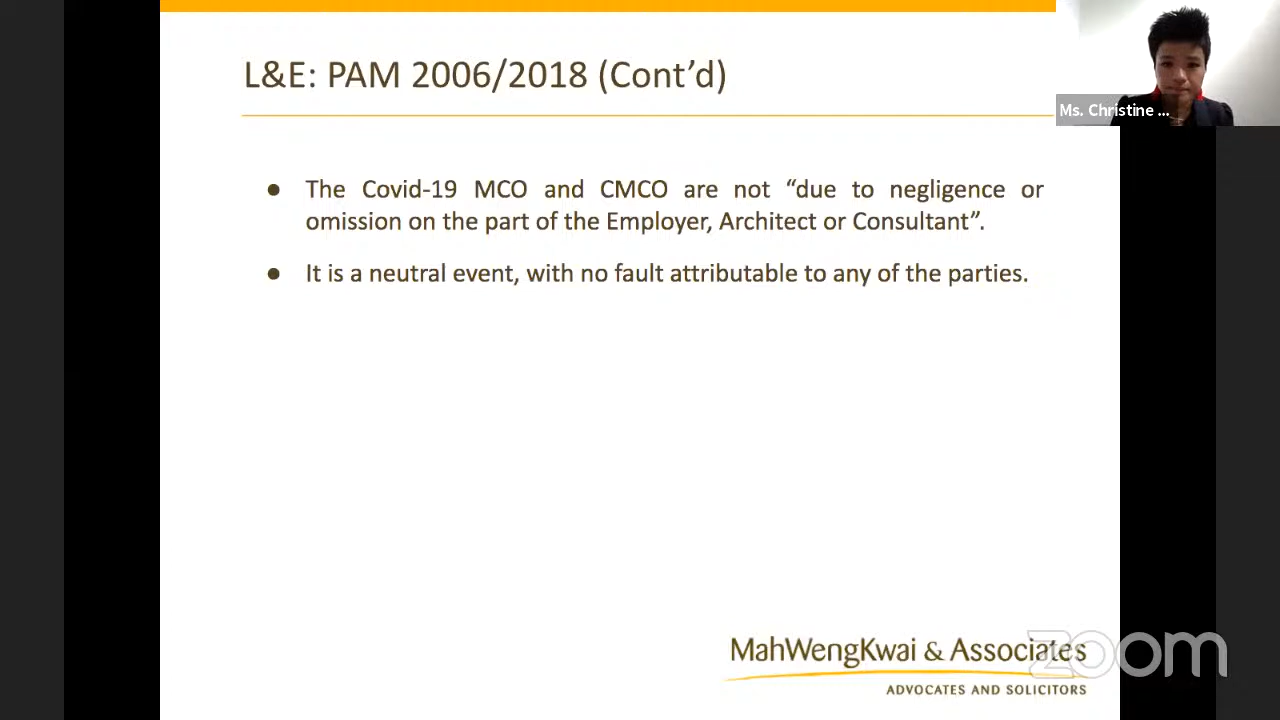 L&E: PAM 2006/2018 (Cont’d)
Ms. Christine ...
● The Covid-19 MCO and CMCO are not “due to negligence or
omission on the part of the Employer, Architect or Consultant”.
● It is a neutral event, with no fault attributable to any of the parties.
MahWengKwai & Associates
ADVOCATES AND SOLICITORS
zoom